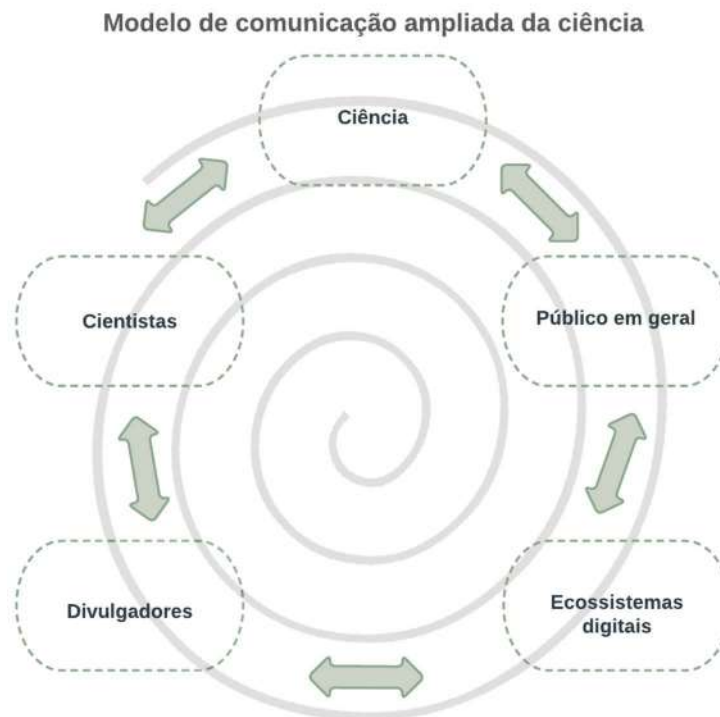 Modelo de comunicação ampliada da ciência
Ciência
Cientistas
Público em geral
Divulgadores
Ecossistemas
digitais